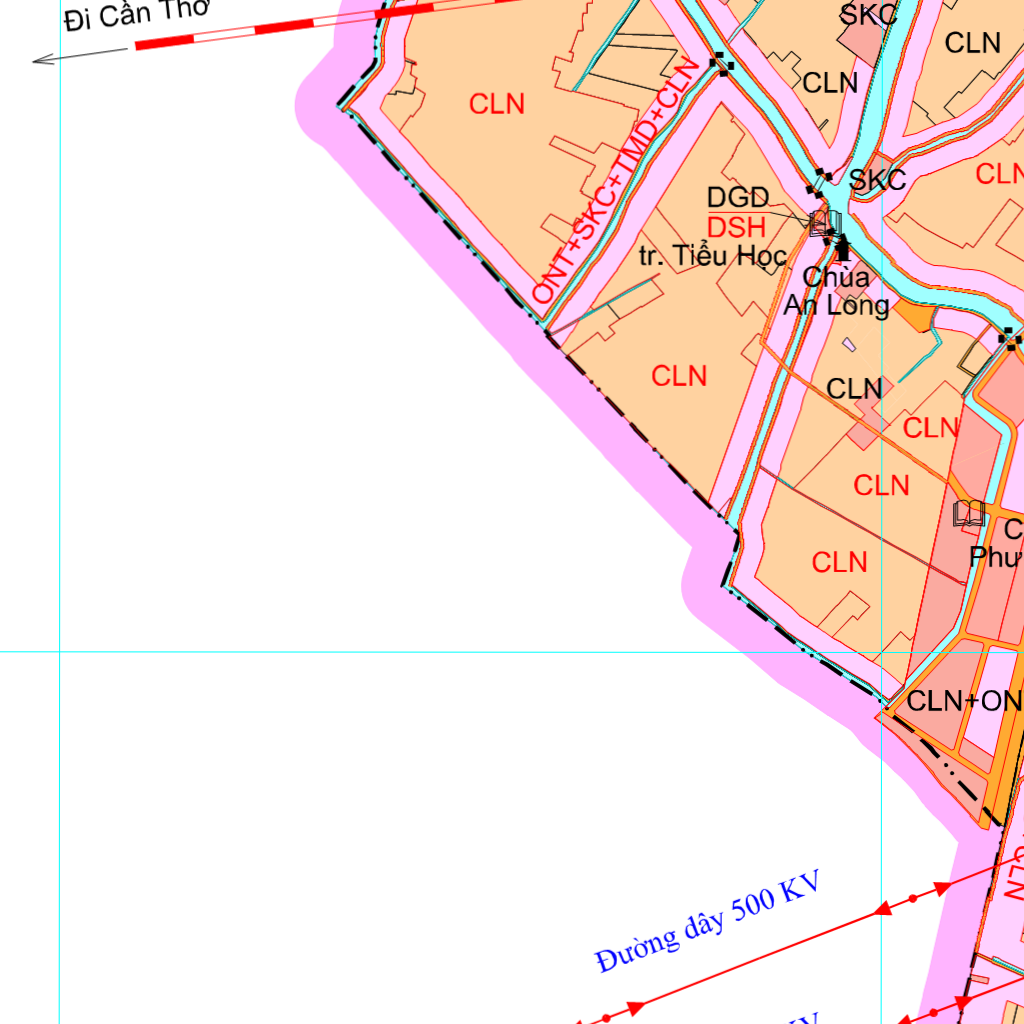 Đi Cần Thơ
SKC
CLN
CLN
CLN
ONT+SKC+TMD+CLN
SKC
DGD
DSH
tr. Tiểu Học
Chùa
An Long
CLN
CLN
CLN
CLN
CLN
CLN+ON
CLN
Đường dây 500 KV
KV